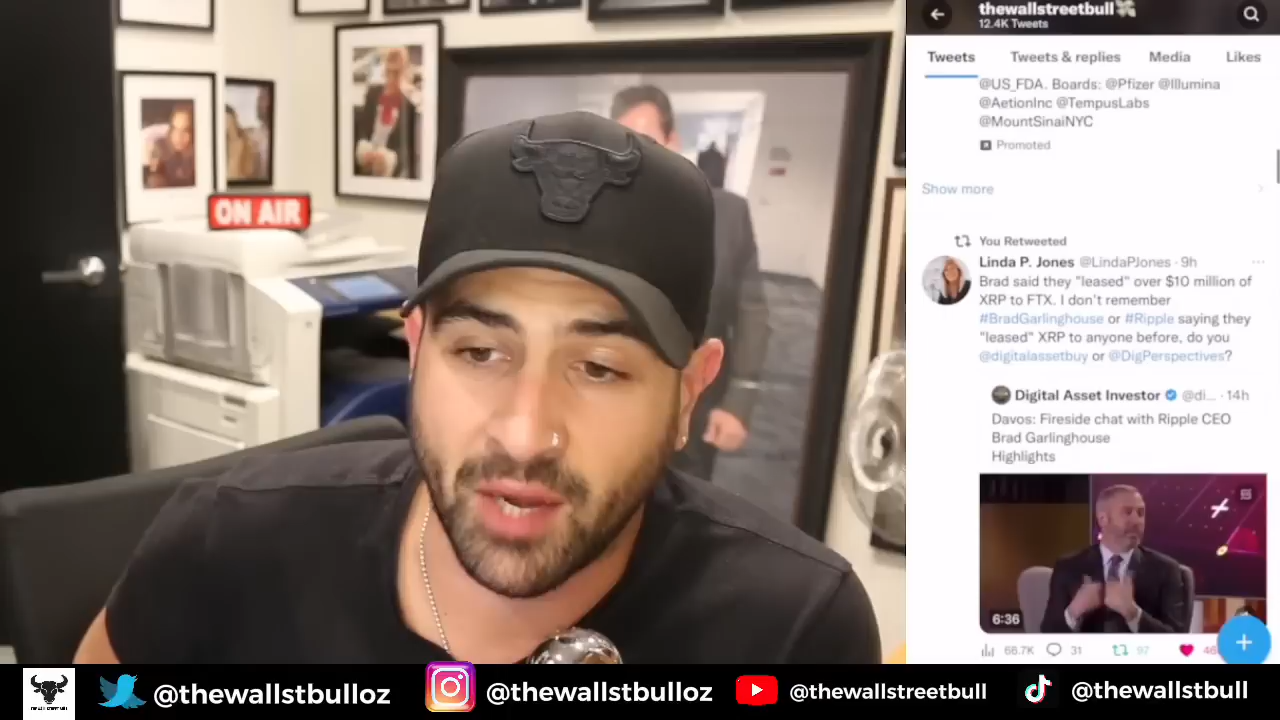 thewallstreetbull
12.4K Tweets
Tweets
Tweets & replies
Media
Likes
@US_FDA. Boards: @Pfizer @Illumina
@AetionInc @TempusLabs
@MountSinaiNYC
Promoted
Show more
You Retweeted
Linda P. Jones @LindaPJones · 9h
Brad said they "leased" over $10 million of
XRP to FTX. I don't remember
#BradGarlinghouse or #Ripple saying they
"leased" XRP to anyone before, do you
@digitalassetbuy or @DigPerspectives?
Digital Asset Investor @di... · 14h
Davos: Fireside chat with Ripple CEO
Brad Garlinghouse
Highlights
6:36
66.7K 31 97
ON AIR
@thewallstbulloz
@thewallstbulloz
@thewallstreetbull
@thewallstbull